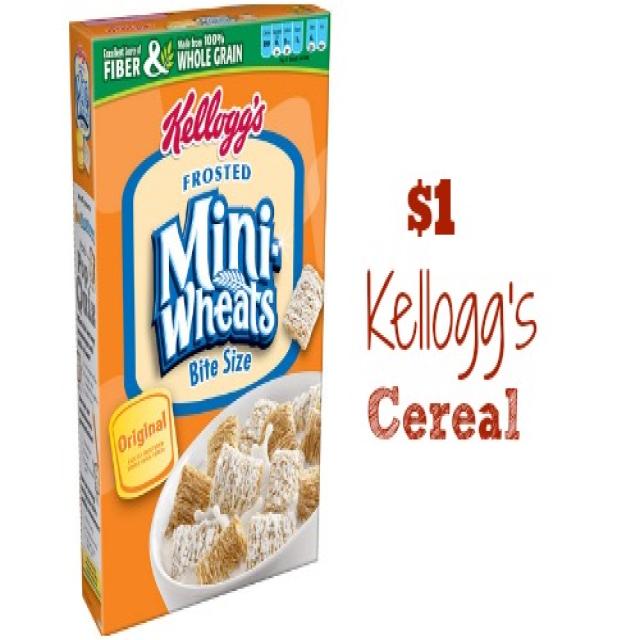 Excellent Source of
FIBER & Made from 100%
WHOLE GRAIN
Kellogg's
FROSTED
Mini-
Wheats
Bite Size
Original
$1
Kellogg's
Cereal